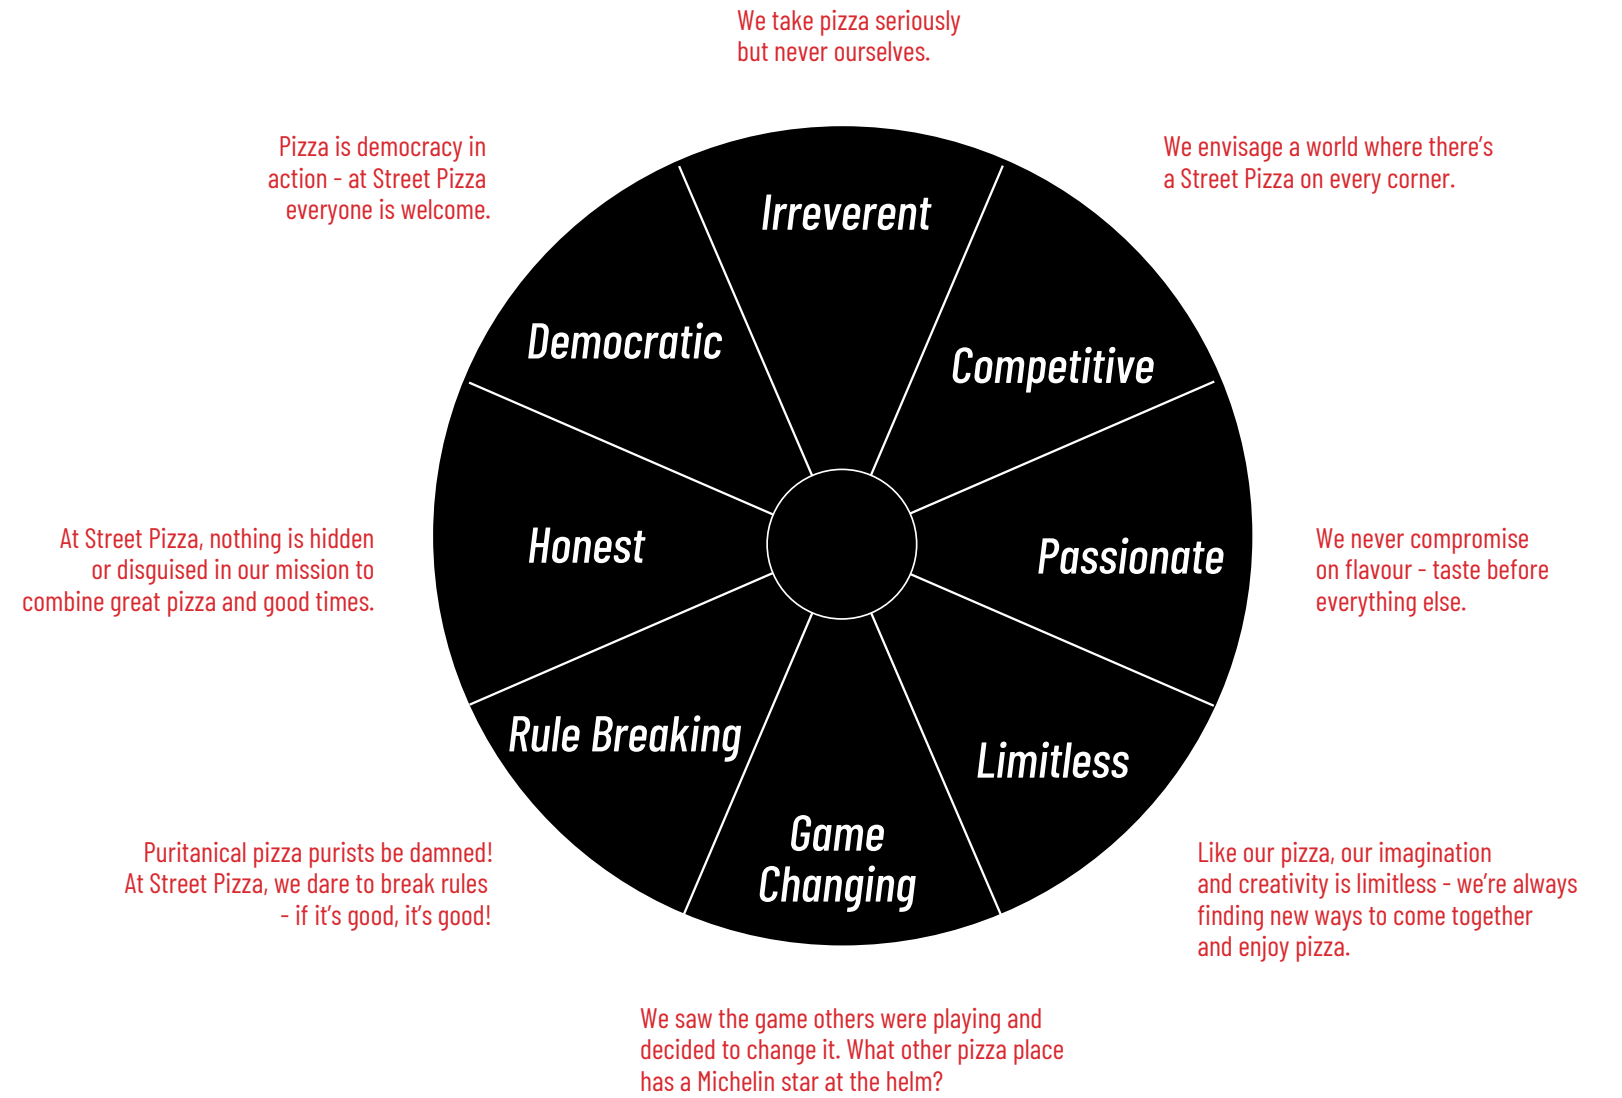 We take pizza seriously
but never ourselves.
Pizza is democracy in
action - at Street Pizza
everyone is welcome.
We envisage a world where there’s
a Street Pizza on every corner.
Irreverent
Democratic
Competitive
Honest
Passionate
At Street Pizza, nothing is hidden
or disguised in our mission to
combine great pizza and good times.
We never compromise
on flavour - taste before
everything else.
Rule Breaking
Limitless
Game
Changing
Puritanical pizza purists be damned!
At Street Pizza, we dare to break rules
- if it’s good, it’s good!
Like our pizza, our imagination
and creativity is limitless - we’re always
finding new ways to come together
and enjoy pizza.
We saw the game others were playing and
decided to change it. What other pizza place
has a Michelin star at the helm?